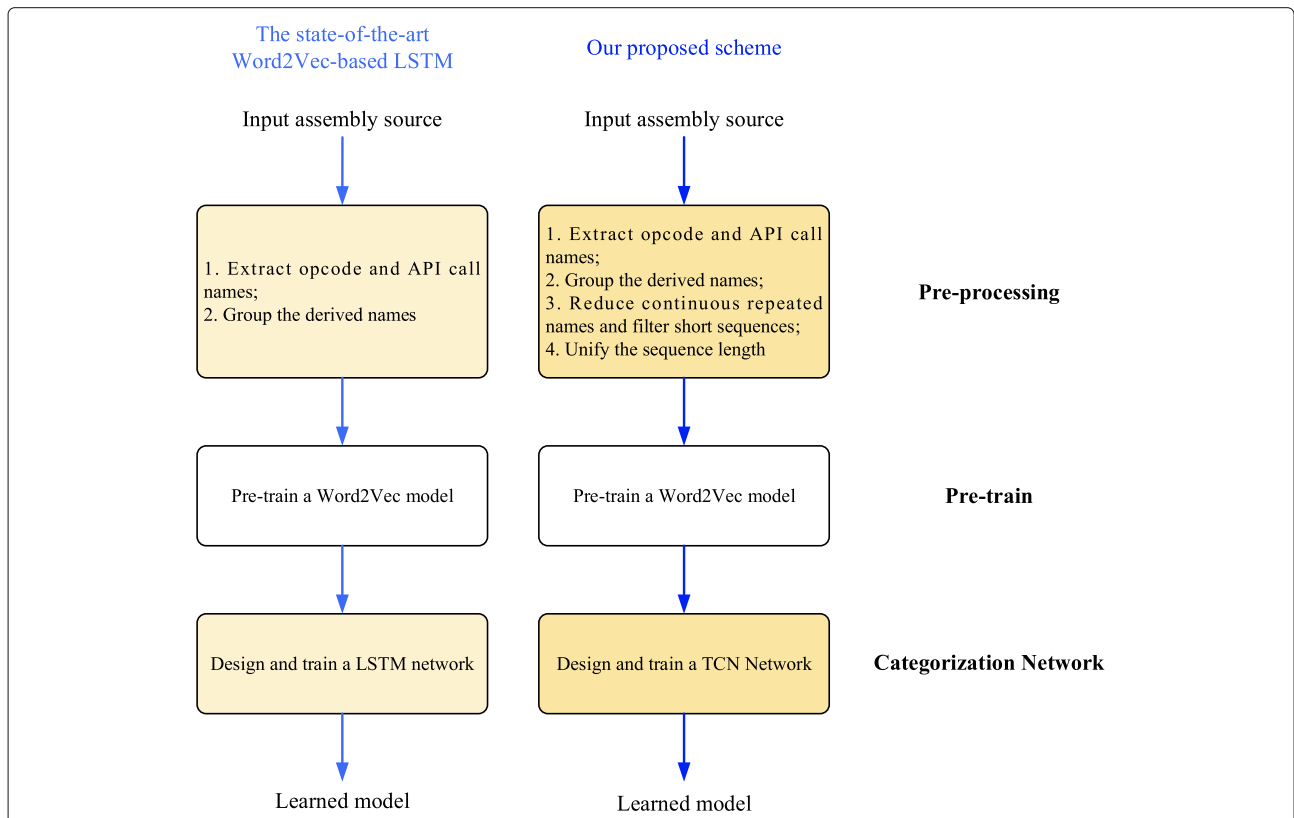 The state-of-the-art
Word2Vec-based LSTM
Our proposed scheme
Input assembly source
Input assembly source
1. Extract opcode and API call
names;
2. Group the derived names
1. Extract opcode and API call
names;
2. Group the derived names;
3. Reduce continuous repeated
names and filter short sequences;
4. Unify the sequence length
Pre-processing
Pre-train a Word2Vec model
Pre-train a Word2Vec model
Pre-train
Design and train a LSTM network
Design and train a TCN Network
Categorization Network
Learned model
Learned model